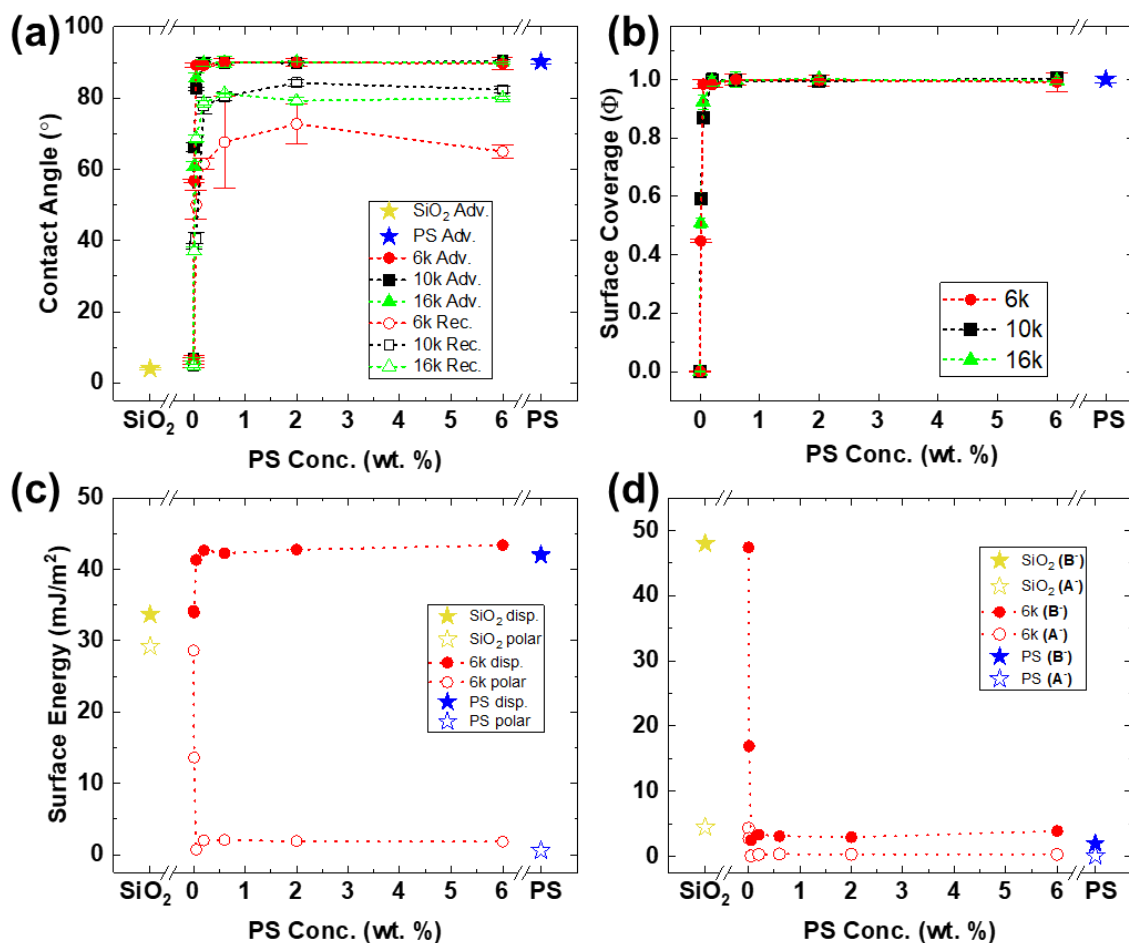 (a)
100
80
60
40
20
0
Contact Angle (°)
SiO₂ Adv.
PS Adv.
6k Adv.
10k Adv.
16k Adv.
6k Rec.
10k Rec.
16k Rec.
SiO₂ 0 1 2 3 4 5 6 PS
PS Conc. (wt. %)
(b)
1.0
0.8
0.6
0.4
0.2
0.0
Surface Coverage (Φ)
6k
10k
16k
0 1 2 3 4 5 6 PS
PS Conc. (wt. %)
(c)
50
40
30
20
10
0
Surface Energy (mJ/m²)
SiO₂ disp.
SiO₂ polar
6k disp.
6k polar
PS disp.
PS polar
SiO₂ 0 1 2 3 4 5 6 PS
PS Conc. (wt. %)
(d)
50
40
30
20
10
0
SiO₂ (B⁻)
SiO₂ (A⁻)
6k (B⁻)
6k (A⁻)
PS (B⁻)
PS (A⁻)
SiO₂ 0 1 2 3 4 5 6 PS
PS Conc. (wt. %)